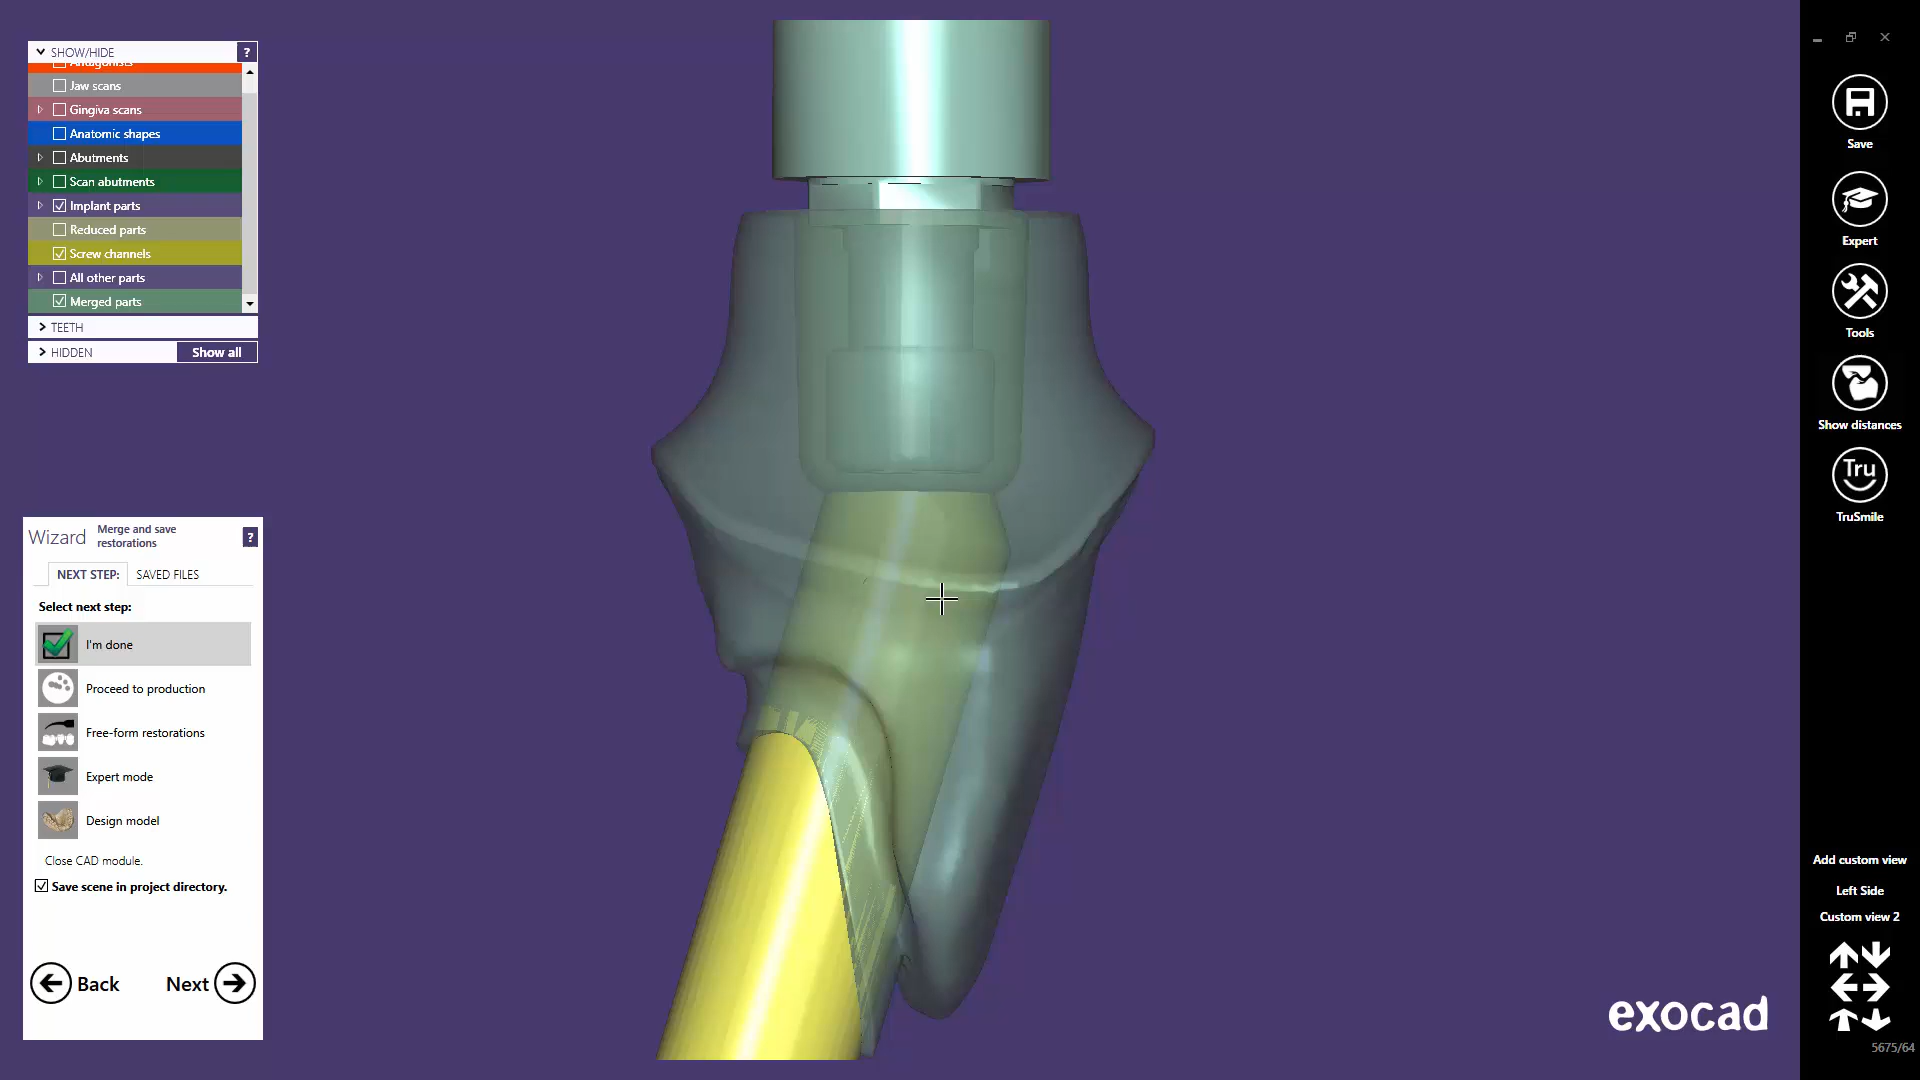 SHOW/HIDE ?
Antagonists
Jaw scans
Gingiva scans
Anatomic shapes
Abutments
Scan abutments
Implant parts
Reduced parts
Screw channels
All other parts
Merged parts
TEETH
HIDDEN Show all
Wizard Merge and save
restorations ?
NEXT STEP: SAVED FILES
Select next step:
I'm done
Proceed to production
Free-form restorations
Expert mode
Design model
Close CAD module.
Save scene in project directory.
Back Next
Save
Expert
Tools
Show distances
Tru
TruSmile
Add custom view
Left Side
Custom view 2
exocad
5675/64